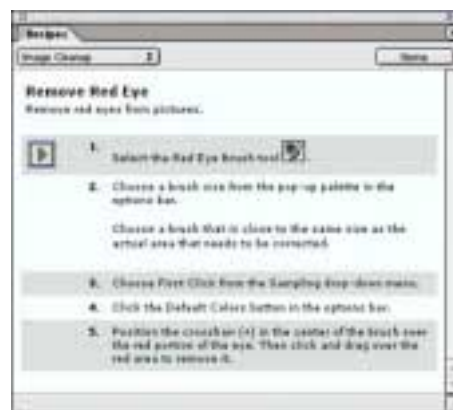 Recipes
Image Cleanup
Home
Remove Red Eye
Remove red eyes from pictures.
1. Select the Red Eye Brush tool
2. Choose a brush size from the pop-up palette in the
options bar.
Choose a brush that is close to the same size as the
actual area that needs to be corrected.
3. Choose First Click from the Sampling drop-down menu.
4. Click the Default Colors button in the options bar.
5. Position the crosshair (+) in the center of the brush over
the red portion of the eye. Then click and drag over the
red area to remove it.